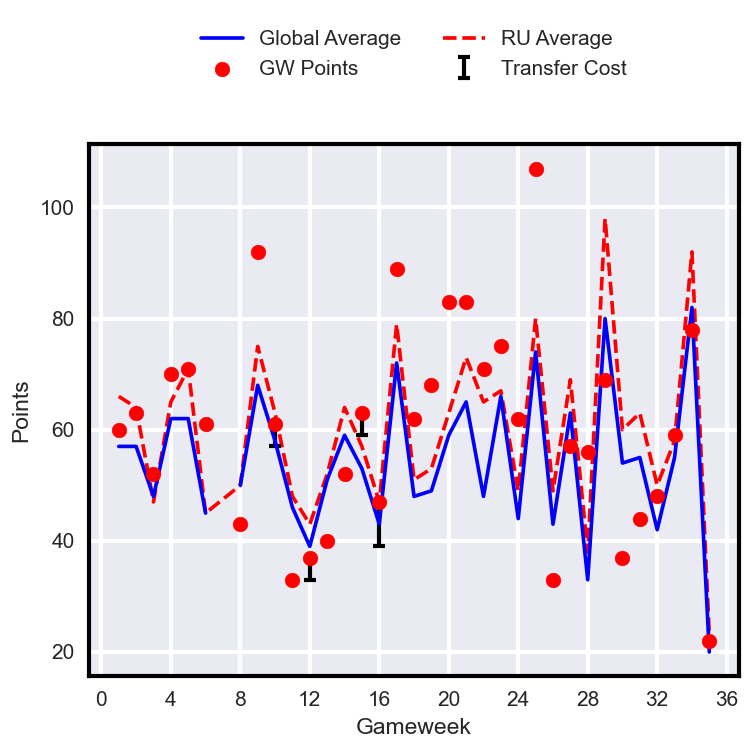 Global Average
RU Average
GW Points
Transfer Cost
100
80
60
40
20
Points
0 4 8 12 16 20 24 28 32 36
Gameweek